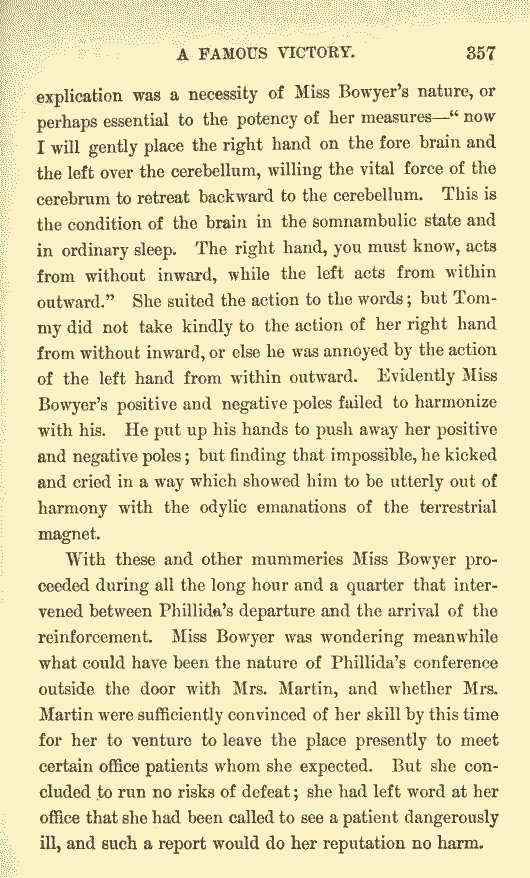 A FAMOUS VICTORY. 357
explication was a necessity of Miss Bowyer's nature, or
perhaps essential to the potency of her measures—“ now
I will gently place the right hand on the fore brain and
the left over the cerebellum, willing the vital force of the
cerebrum to retreat backward to the cerebellum. This is
the condition of the brain in the somnambulic state and
in ordinary sleep. The right hand, you must know, acts
from without inward, while the left acts from within
outward.” She suited the action to the words; but Tom-
my did not take kindly to the action of her right hand
from without inward, or else he was annoyed by the action
of the left hand from within outward. Evidently Miss
Bowyer's positive and negative poles failed to harmonize
with his. He put up his hands to push away her positive
and negative poles; but finding that impossible, he kicked
and cried in a way which showed him to be utterly out of
harmony with the odylic emanations of the terrestrial
magnet.
With these and other mummeries Miss Bowyer pro-
ceeded during all the long hour and a quarter that inter-
vened between Phillida's departure and the arrival of the
reinforcement. Miss Bowyer was wondering meanwhile
what could have been the nature of Phillida's conference
outside the door with Mrs. Martin, and whether Mrs.
Martin were sufficiently convinced of her skill by this time
for her to venture to leave the place presently to meet
certain office patients whom she expected. But she con-
cluded to run no risks of defeat; she had left word at her
office that she had been called to see a patient dangerously
ill, and such a report would do her reputation no harm.